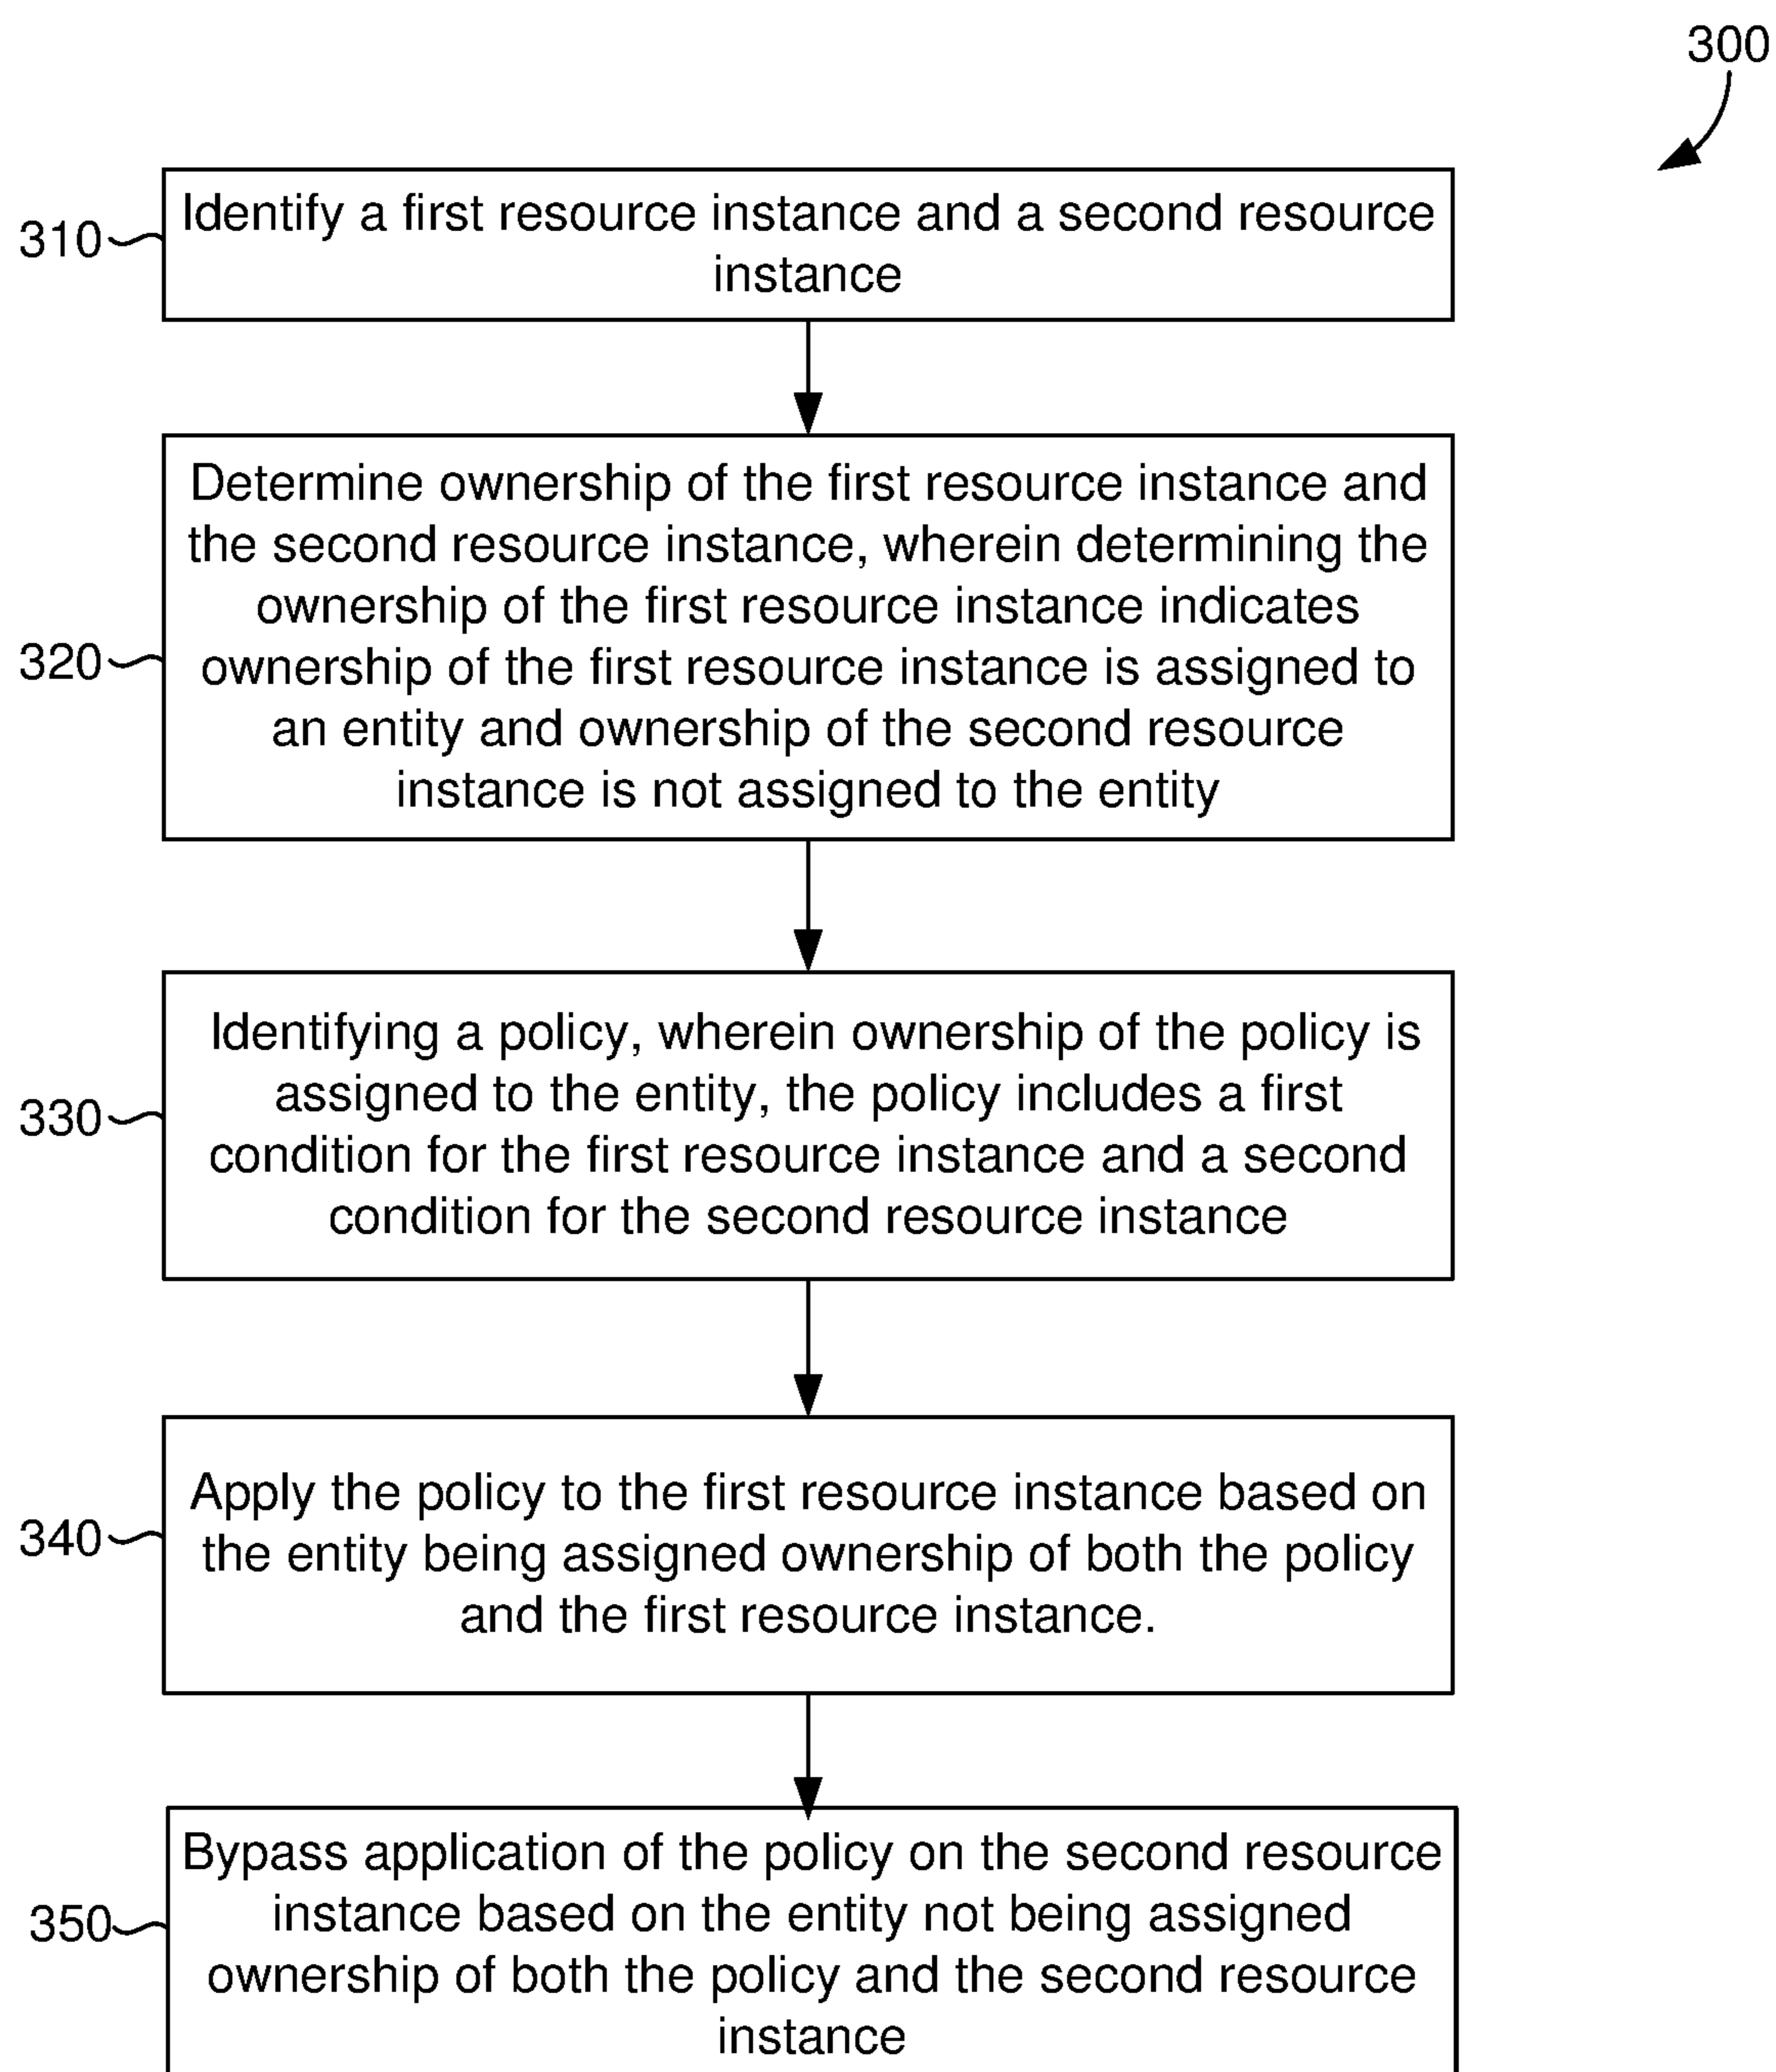 300
310
Identify a first resource instance and a second resource
instance
320
Determine ownership of the first resource instance and
the second resource instance, wherein determining the
ownership of the first resource instance indicates
ownership of the first resource instance is assigned to
an entity and ownership of the second resource
instance is not assigned to the entity
330
Identifying a policy, wherein ownership of the policy is
assigned to the entity, the policy includes a first
condition for the first resource instance and a second
condition for the second resource instance
340
Apply the policy to the first resource instance based on
the entity being assigned ownership of both the policy
and the first resource instance.
350
Bypass application of the policy on the second resource
instance based on the entity not being assigned
ownership of both the policy and the second resource
instance